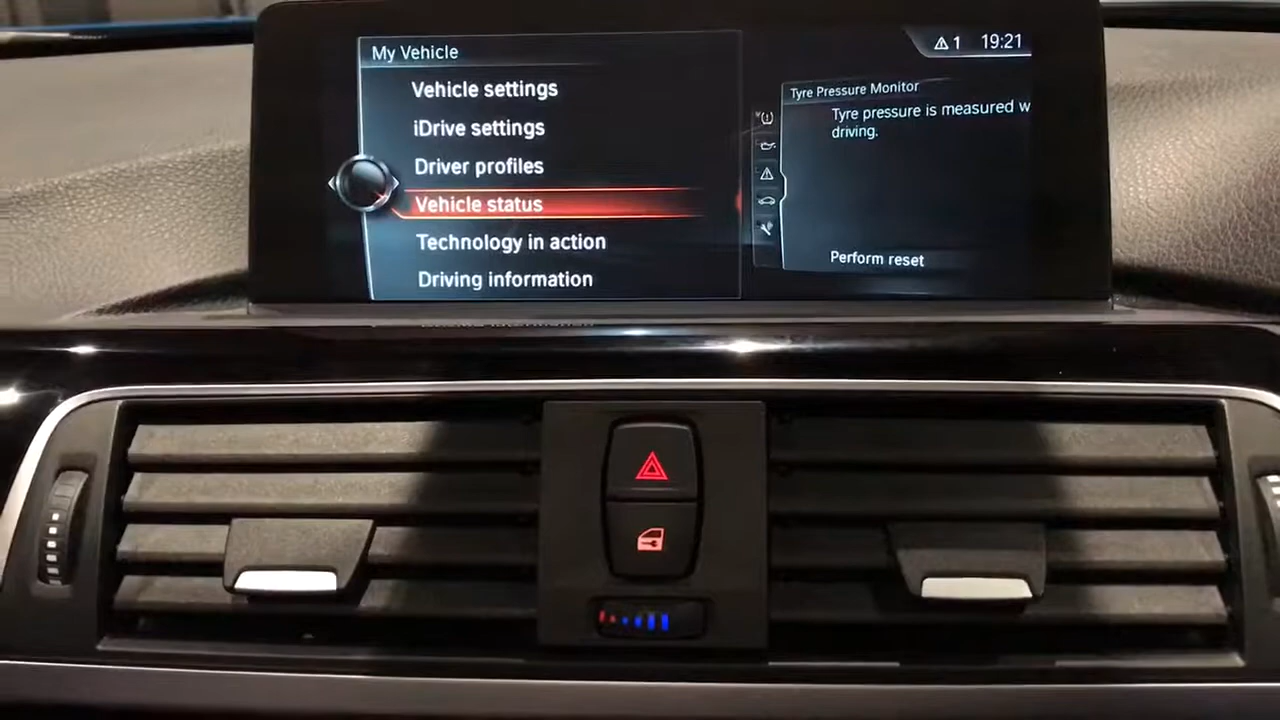 My Vehicle
Vehicle settings
iDrive settings
Driver profiles
Vehicle status
Technology in action
Driving information
1 19:21
Tyre Pressure Monitor
Tyre pressure is measured w
driving.
Perform reset